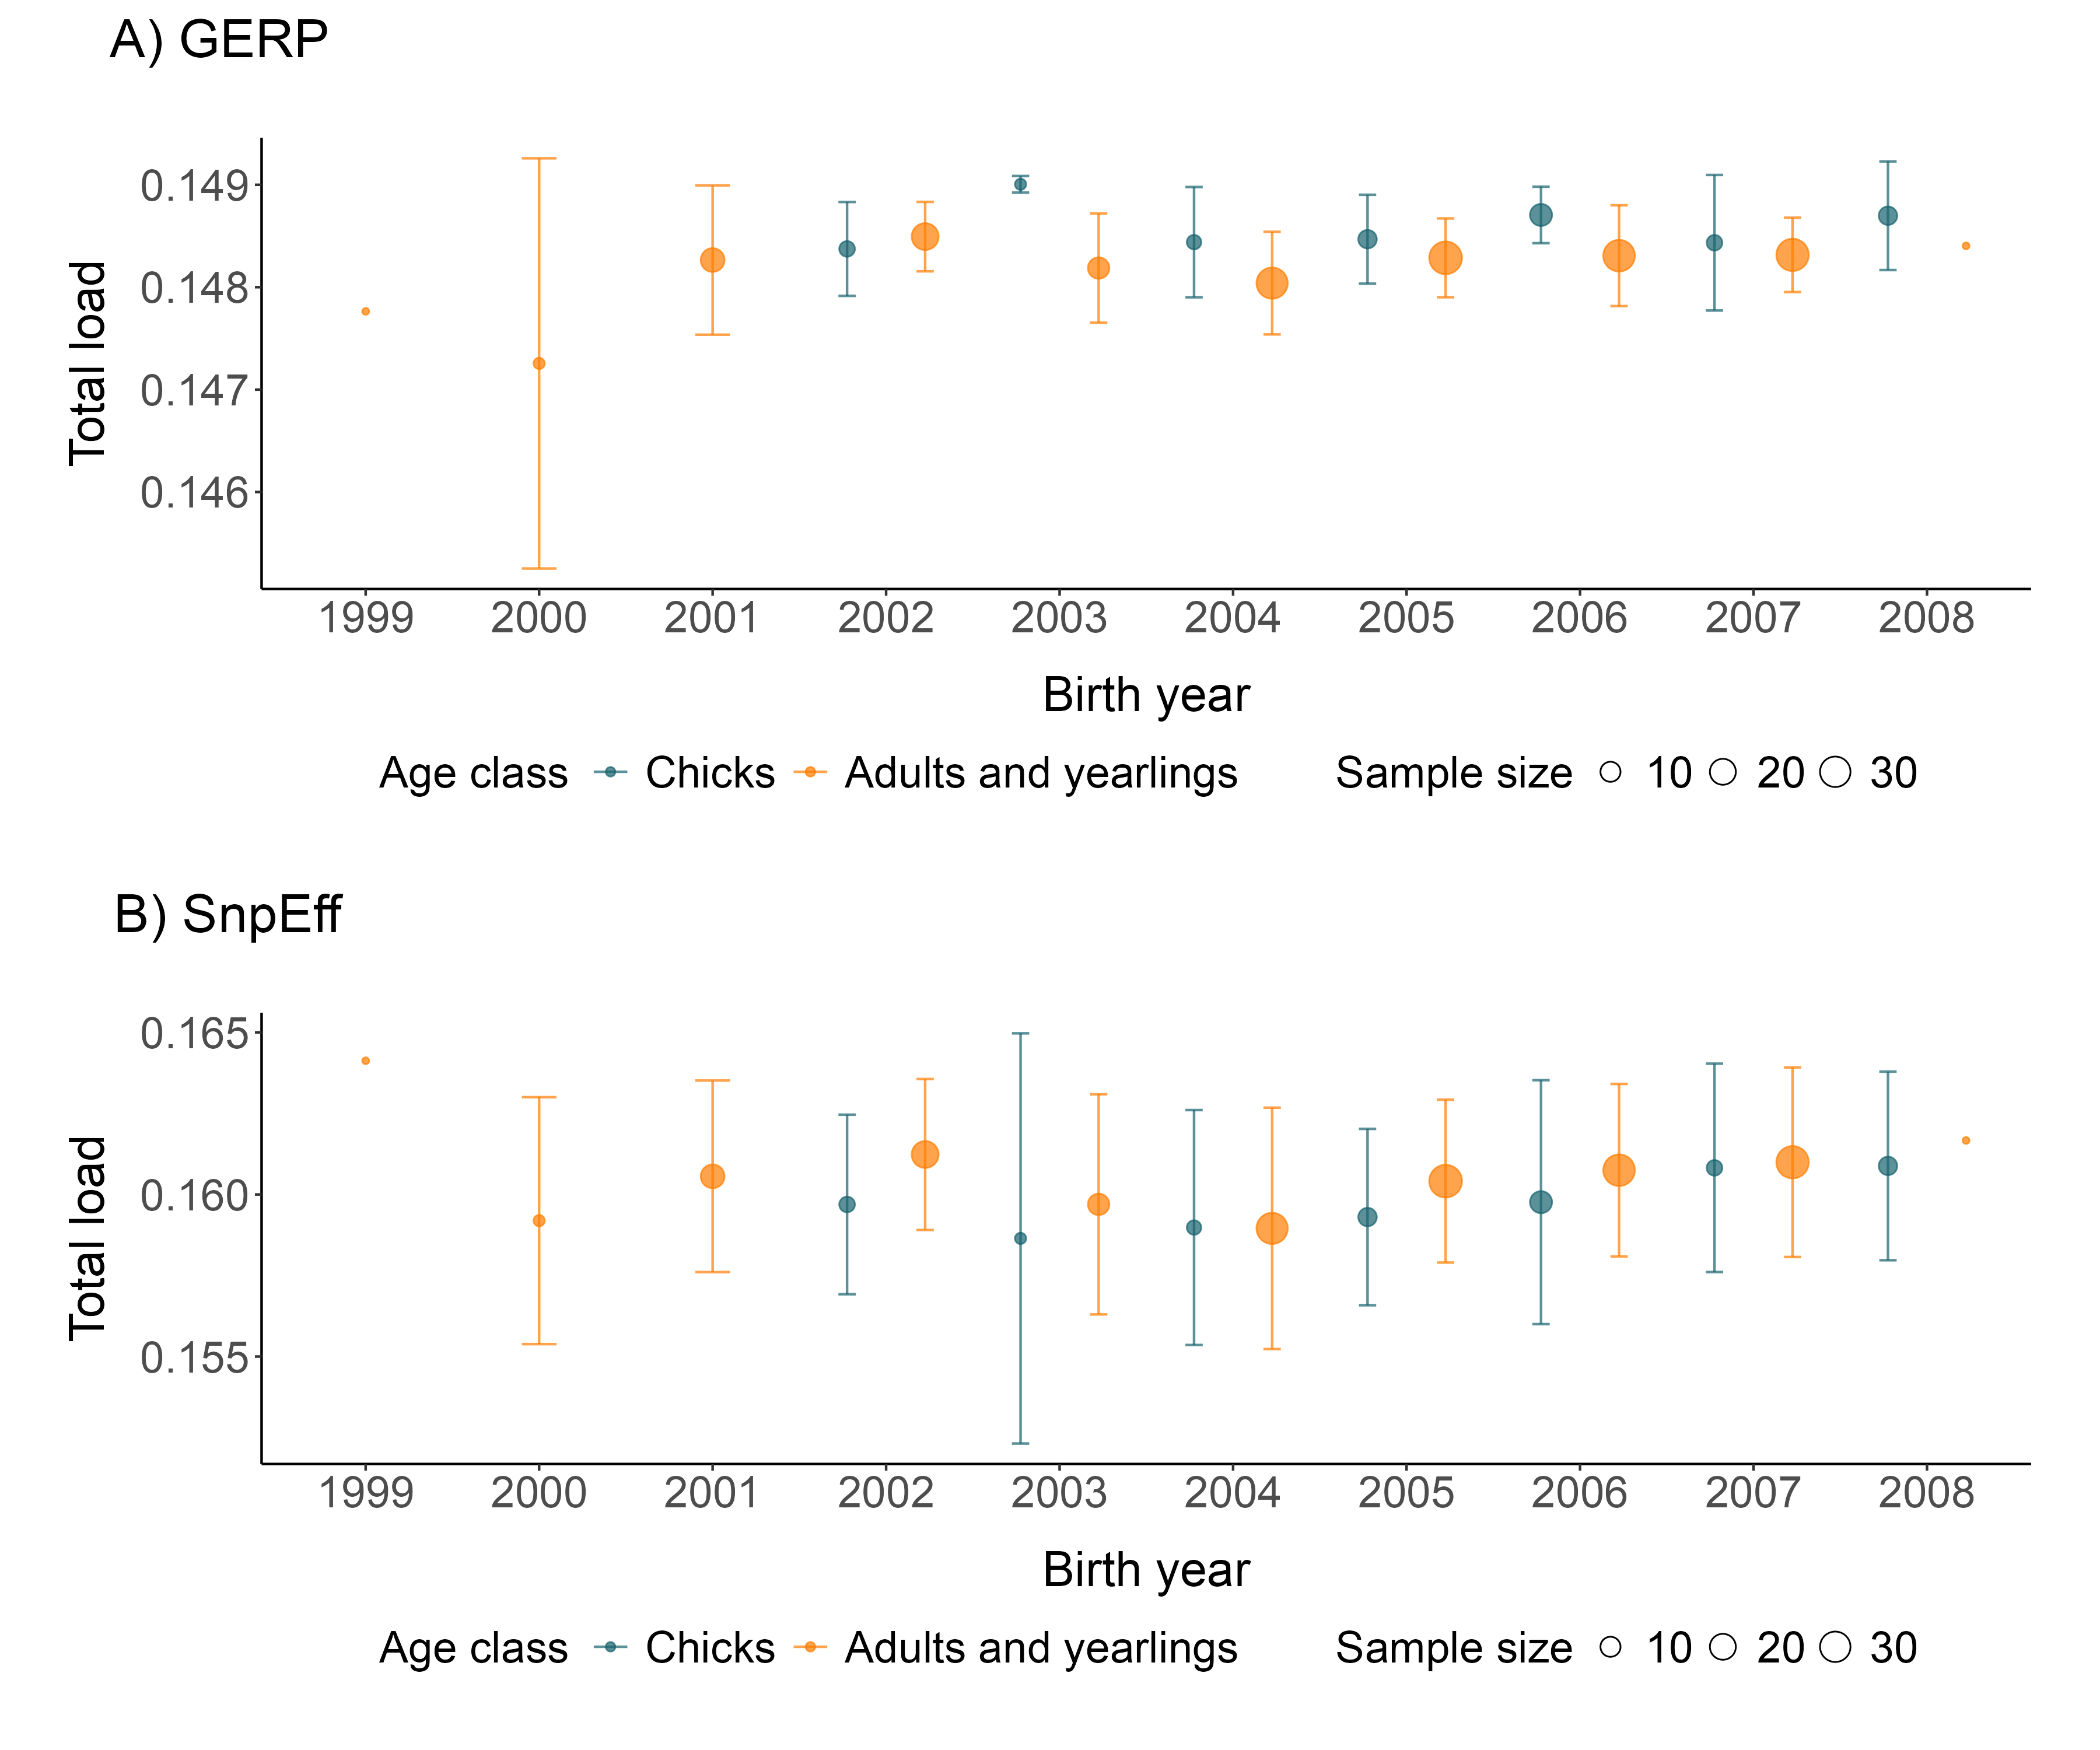 A) GERP
0.149
0.148
0.147
0.146
Total load
1999 2000 2001 2002 2003 2004 2005 2006 2007 2008
Birth year
Age class Chicks Adults and yearlings Sample size 10 20 30
B) SnpEff
0.165
0.160
0.155
Total load
1999 2000 2001 2002 2003 2004 2005 2006 2007 2008
Birth year
Age class Chicks Adults and yearlings Sample size 10 20 30